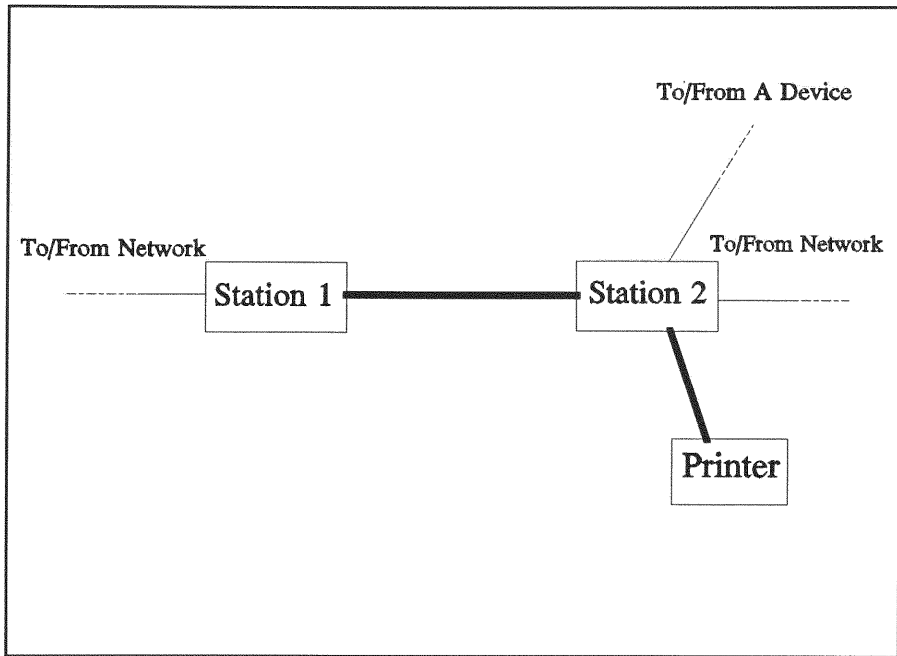 To/From A Device
To/From Network
To/From Network
Station 1
Station 2
Printer